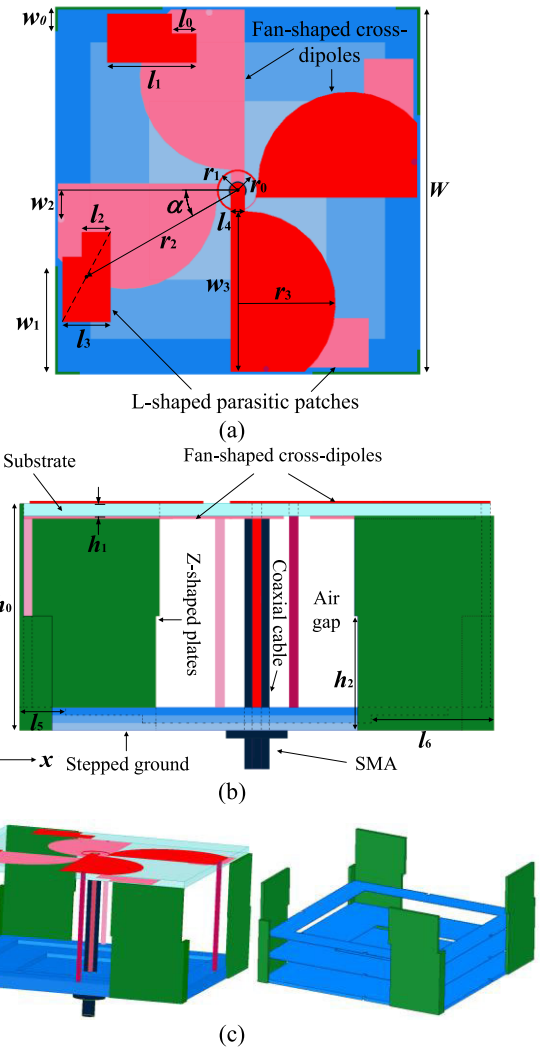 w0
l0
Fan-shaped cross-
dipoles
l1
r1
r0
W
w2
α
l2
l4
r2
w3
r3
w1
l3
L-shaped parasitic patches
(a)
Substrate
Fan-shaped cross-dipoles
h1
Z-shaped plates
Coaxial cable
Air
gap
h2
l5
l6
x
Stepped ground
SMA
(b)
(c)